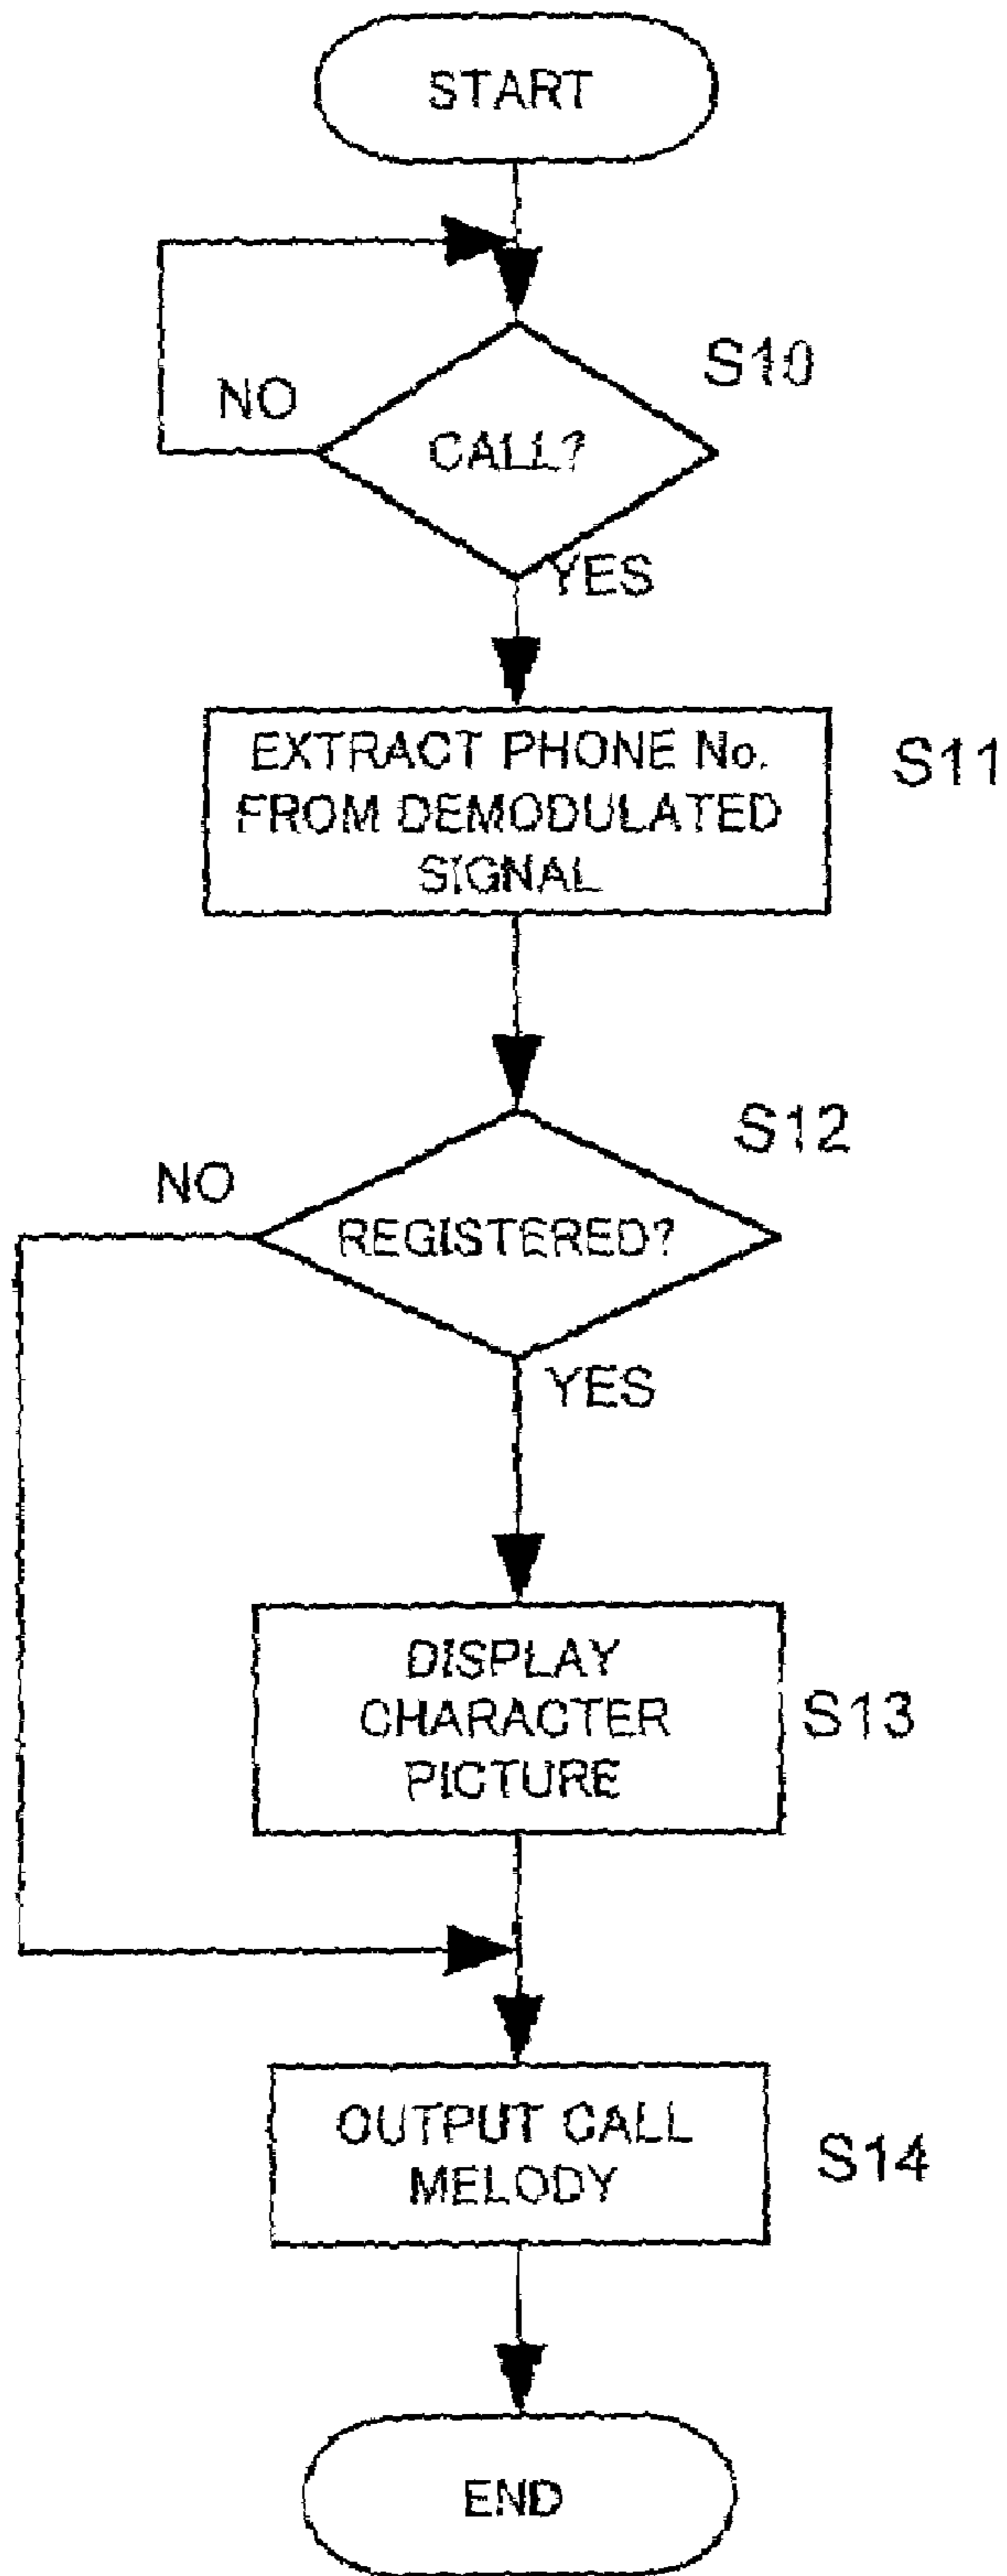 START
S10
NO
CALL?
YES
EXTRACT PHONE No.
FROM DEMODULATED
SIGNAL
S11
S12
NO
REGISTERED?
YES
DISPLAY
CHARACTER
PICTURE
S13
OUTPUT CALL
MELODY
S14
END